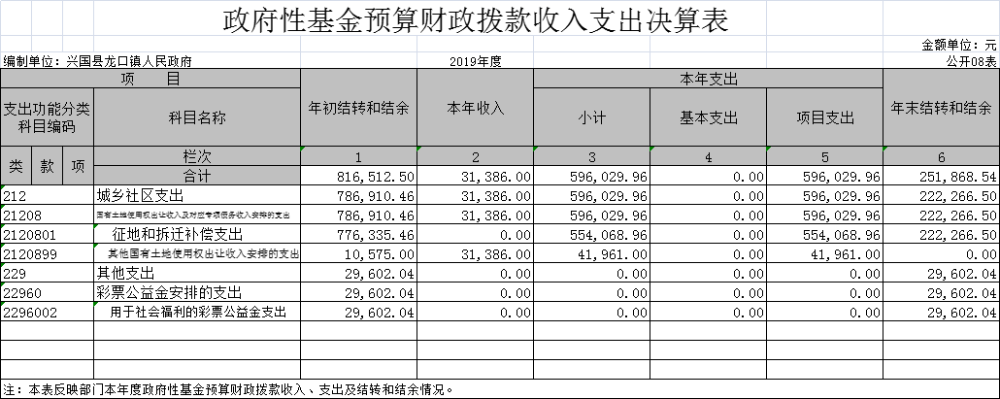 政府性基金预算财政拨款收入支出决算表
金额单位：元
编制单位：兴国县龙口镇人民政府 2019年度 公开08表
项 目 年初结转和结余 本年收入 本年支出 年末结转和结余
支出功能分类科目编码 科目名称 小计 基本支出 项目支出
类 款 项 栏次 1 2 3 4 5 6
合计 816,512.50 31,386.00 596,029.96 0.00 596,029.96 251,868.54
212 城乡社区支出 786,910.46 31,386.00 596,029.96 0.00 596,029.96 222,266.50
21208 国有土地使用权出让收入及对应专项债务收入安排的支出 786,910.46 31,386.00 596,029.96 0.00 596,029.96 222,266.50
2120801 征地和拆迁补偿支出 776,335.46 0.00 554,068.96 0.00 554,068.96 222,266.50
2120899 其他国有土地使用权出让收入安排的支出 10,575.00 31,386.00 41,961.00 0.00 41,961.00 0.00
229 其他支出 29,602.04 0.00 0.00 0.00 0.00 29,602.04
22960 彩票公益金安排的支出 29,602.04 0.00 0.00 0.00 0.00 29,602.04
2296002 用于社会福利的彩票公益金支出 29,602.04 0.00 0.00 0.00 0.00 29,602.04
注：本表反映部门本年度政府性基金预算财政拨款收入、支出及结转和结余情况。